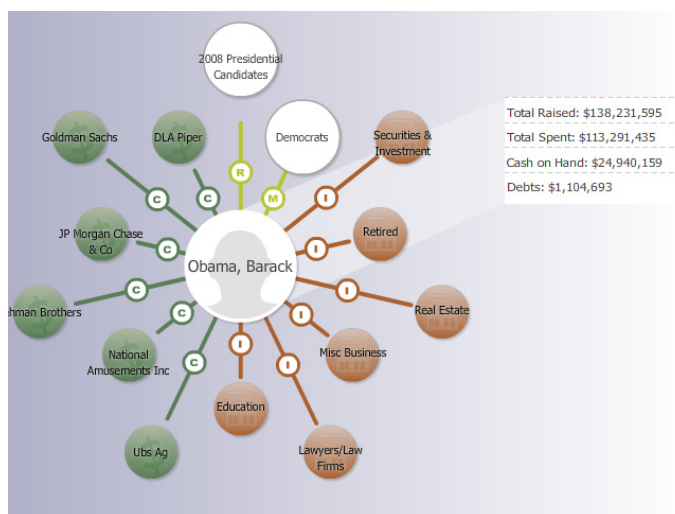 2008 Presidential
Candidates
Goldman Sachs
DLA Piper
Democrats
Securities &
Investment
Total Raised: $138,231,595
Total Spent: $113,291,435
Cash on Hand: $24,940,159
Debts: $1,104,693
R
M
C
C
I
JP Morgan Chase
& Co
C
Obama, Barack
I
Retired
hman Brothers
C
I
Real Estate
National
Amusements Inc
C
I
Misc Business
C
I
I
Education
Ubs Ag
Lawyers/Law
Firms